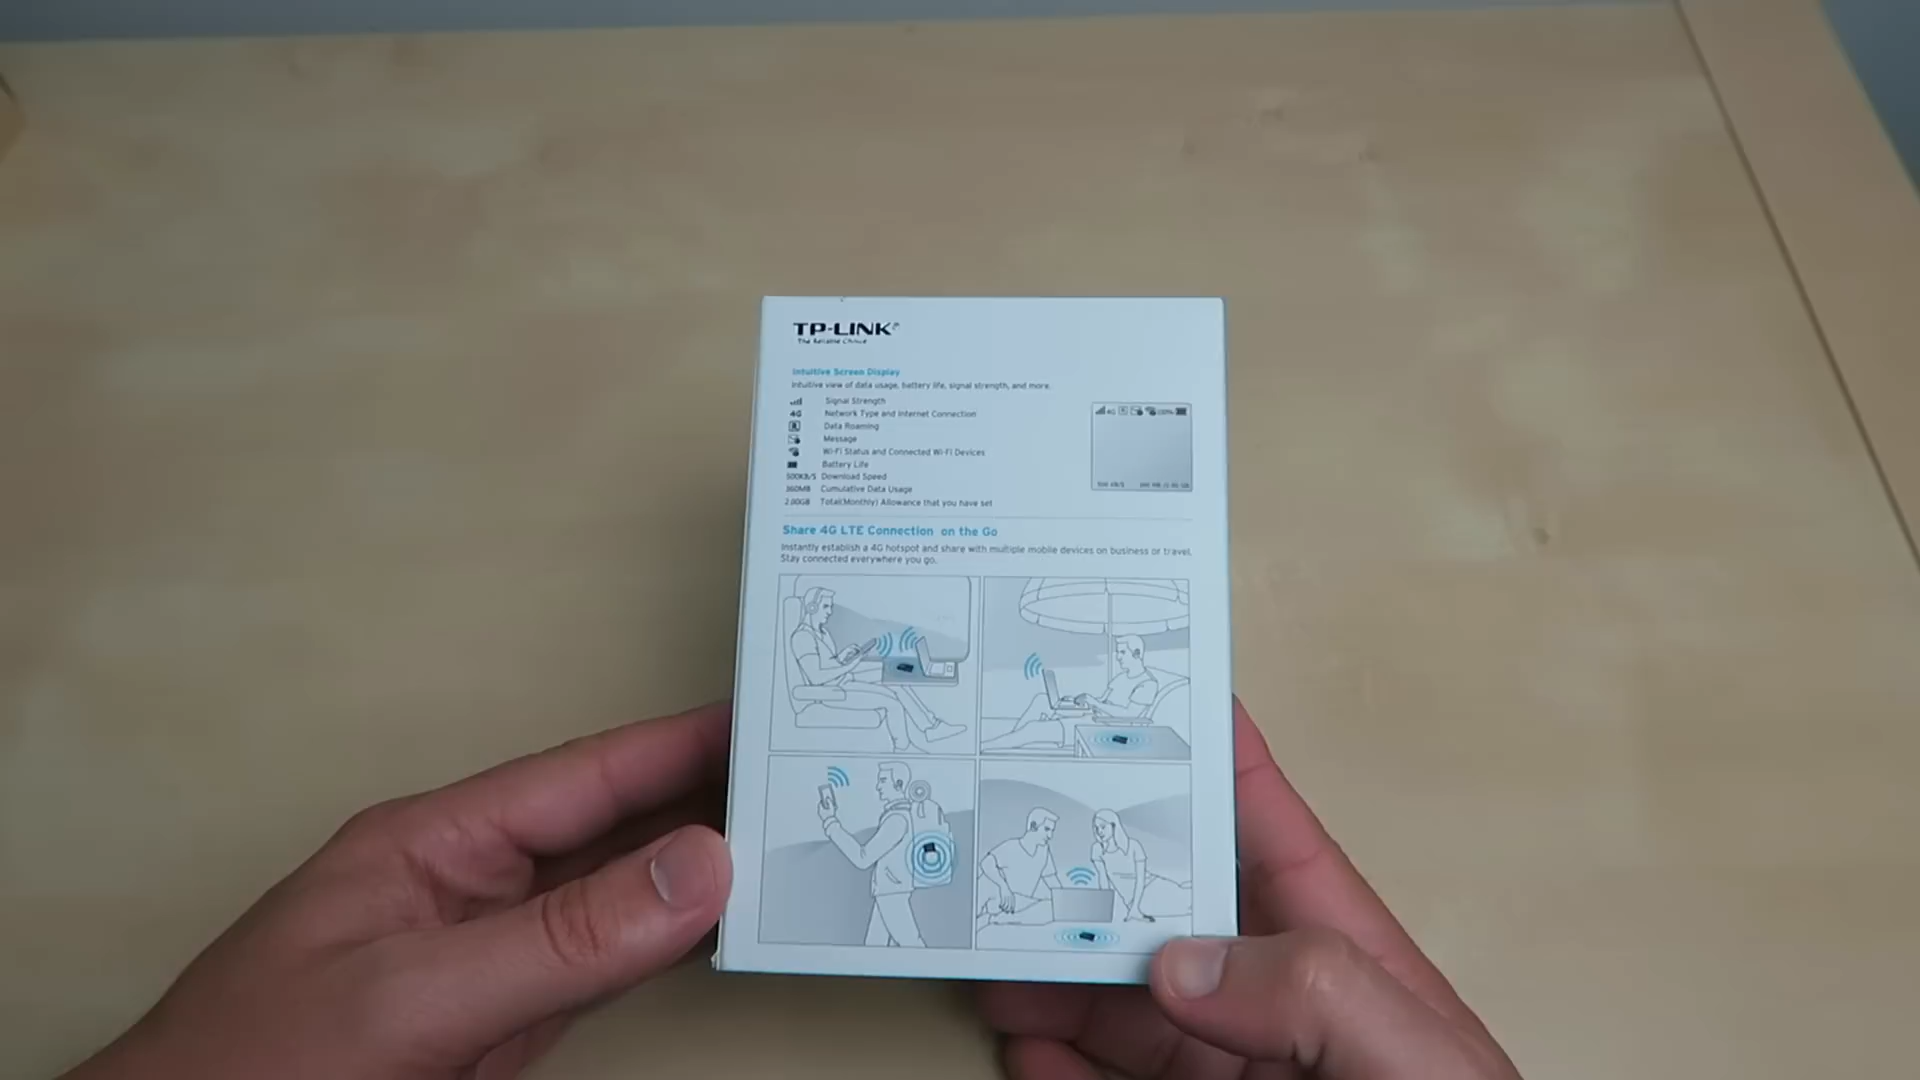 TP-LINK®
The Reliable Choice
Intuitive Screen Display
Intuitive view of data usage, battery life, signal strength, and more.
Signal Strength
4G Network Type and Internet Connection
R Data Roaming
Message
Wi-Fi Status and Connected Wi-Fi Devices
Battery Life
500KB/S Download Speed
360MB Cumulative Data Usage
2.00GB Total(Monthly) Allowance that you have set
4G R 100%
Share 4G LTE Connection on the Go
Instantly establish a 4G hotspot and share with multiple mobile devices on business or travel.
Stay connected everywhere you go.